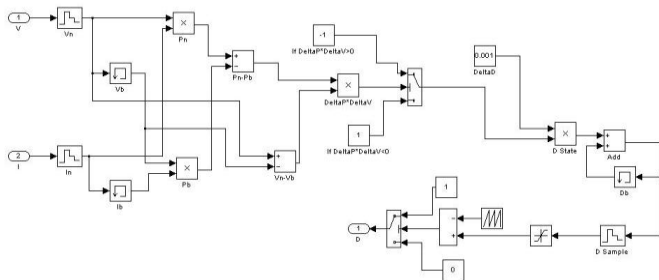 1
V
Vn
Pn
-1
If DeltaP*DeltaV>0
0.001
DeltaD
Vb
Pn-Pb
DeltaP*DeltaV
1
If DeltaP*DeltaV<0
D State
Add
2
I
In
Pb
Vn-Vb
Ib
Db
1
1
D
D Sample
0